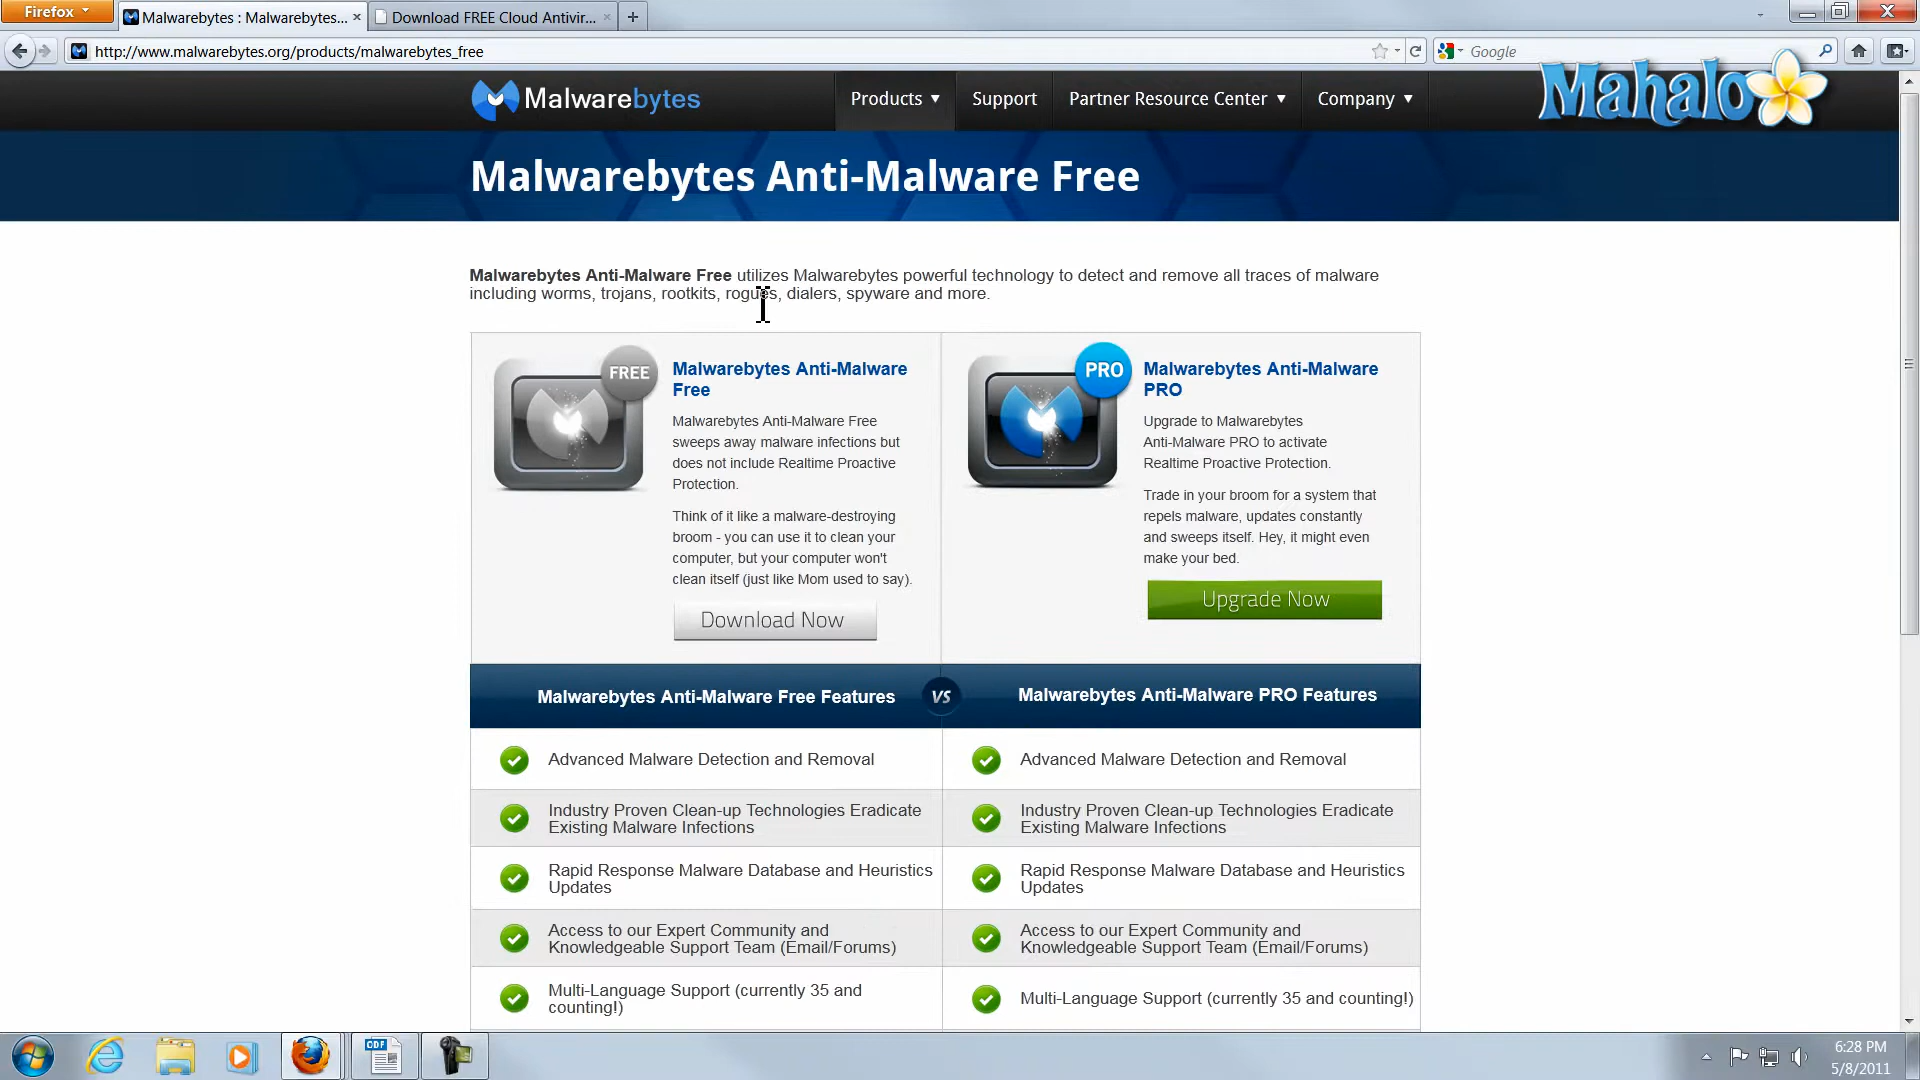 Firefox
Malwarebytes : Malwarebytes...
Download FREE Cloud Antivir...
http://www.malwarebytes.org/products/malwarebytes_free
Google
Mahalo
Malwarebytes
Products
Support
Partner Resource Center
Company
Malwarebytes Anti-Malware Free
Malwarebytes Anti-Malware Free utilizes Malwarebytes powerful technology to detect and remove all traces of malware
including worms, trojans, rootkits, rogues, dialers, spyware and more.
FREE
Malwarebytes Anti-Malware
Free
Malwarebytes Anti-Malware Free
sweeps away malware infections but
does not include Realtime Proactive
Protection.
Think of it like a malware-destroying
broom - you can use it to clean your
computer, but your computer won't
clean itself (just like Mom used to say).
Download Now
PRO
Malwarebytes Anti-Malware
PRO
Upgrade to Malwarebytes
Anti-Malware PRO to activate
Realtime Proactive Protection.
Trade in your broom for a system that
repels malware, updates constantly
and sweeps itself. Hey, it might even
make your bed.
Upgrade Now
Malwarebytes Anti-Malware Free Features
VS
Malwarebytes Anti-Malware PRO Features
Advanced Malware Detection and Removal
Advanced Malware Detection and Removal
Industry Proven Clean-up Technologies Eradicate
Existing Malware Infections
Industry Proven Clean-up Technologies Eradicate
Existing Malware Infections
Rapid Response Malware Database and Heuristics
Updates
Rapid Response Malware Database and Heuristics
Updates
Access to our Expert Community and
Knowledgeable Support Team (Email/Forums)
Access to our Expert Community and
Knowledgeable Support Team (Email/Forums)
Multi-Language Support (currently 35 and
counting!)
Multi-Language Support (currently 35 and counting!)
ODF
6:28 PM
5/8/2011